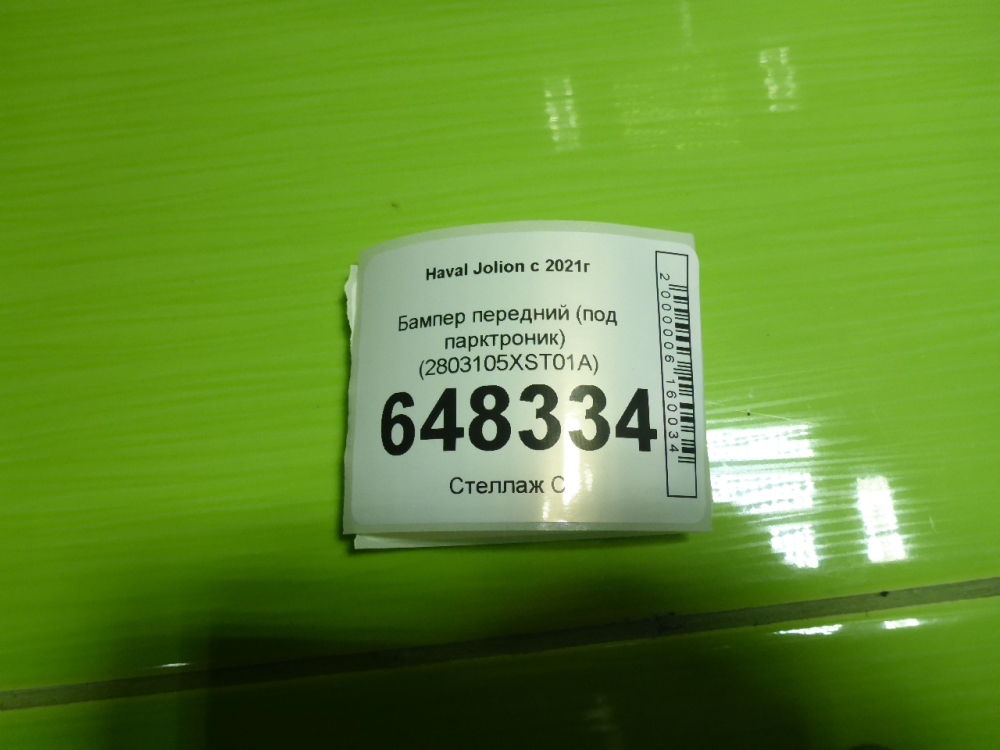 Haval Jolion с 2021г
Бампер передний (под
парктроник)
(2803105XST01A)
648334
Стеллаж С
2000006160034